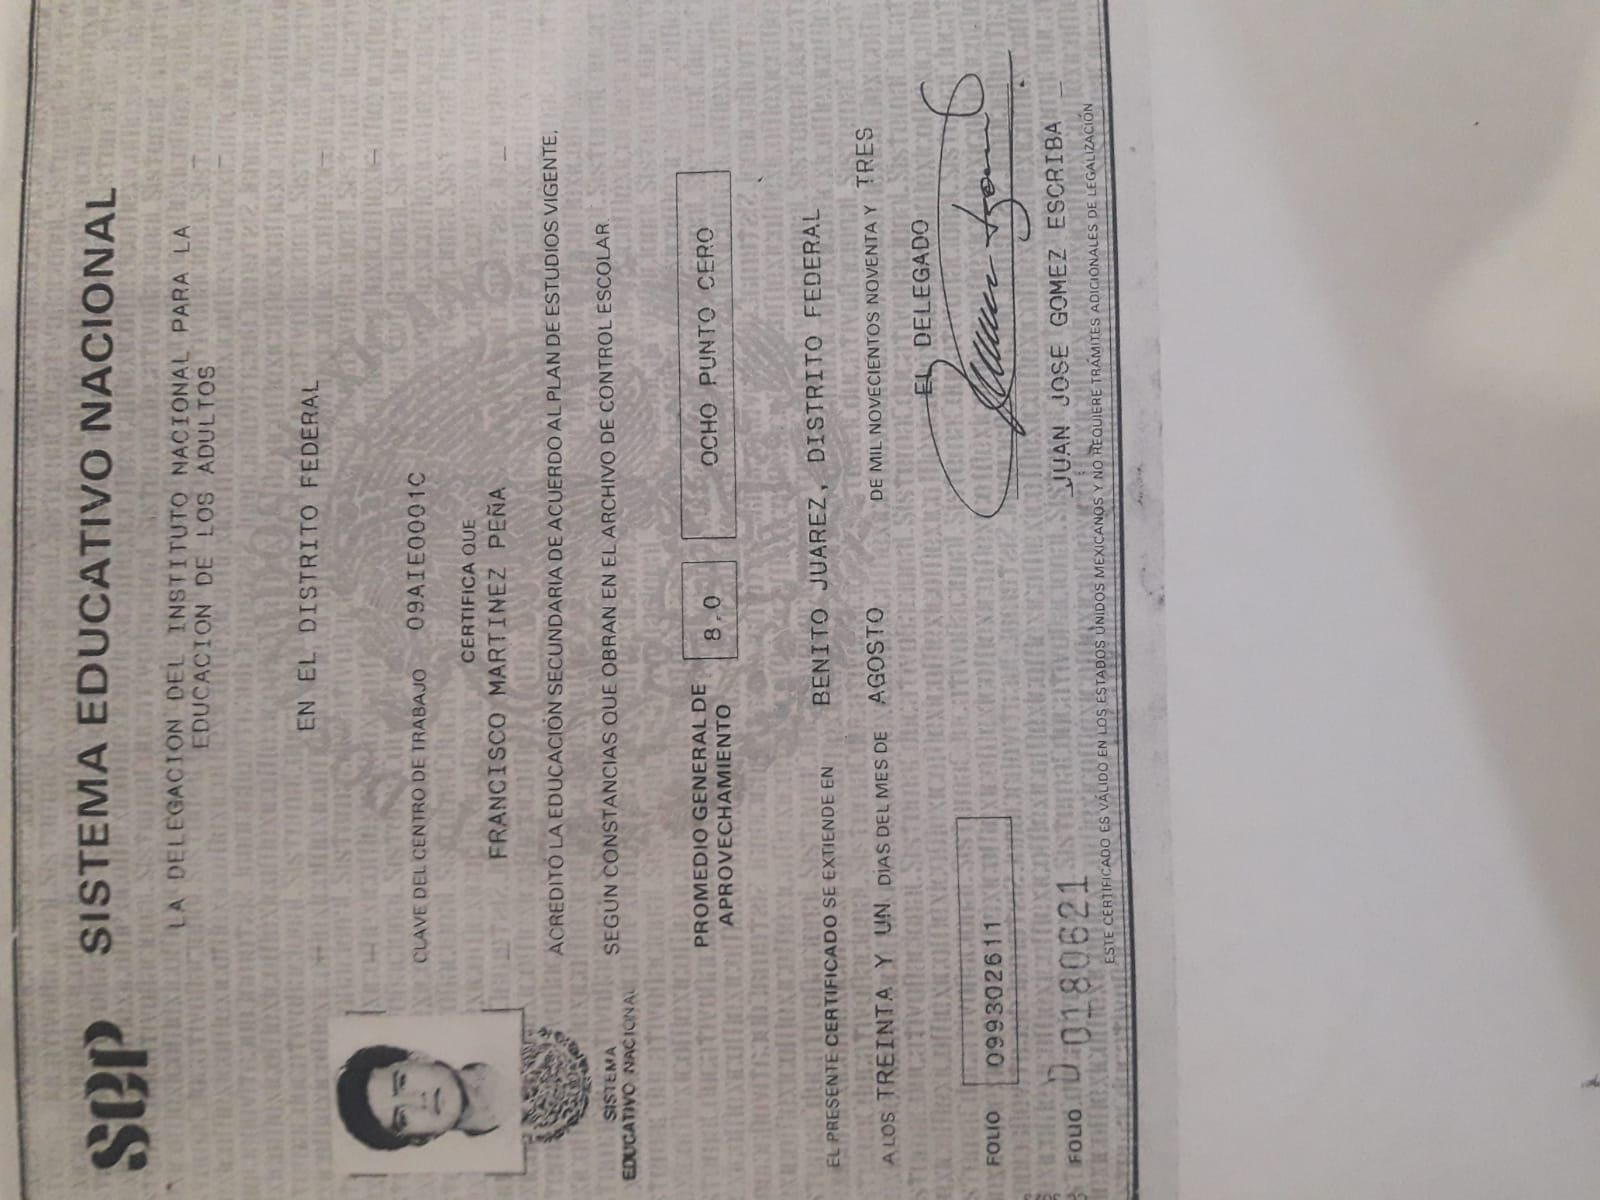 SEP SISTEMA EDUCATIVO NACIONAL
LA DELEGACION DEL INSTITUTO NACIONAL PARA LA
EDUCACION DE LOS ADULTOS
EN EL DISTRITO FEDERAL
CLAVE DEL CENTRO DE TRABAJO 09AIE0001C
CERTIFICA QUE
FRANCISCO MARTINEZ PEÑA
ACREDITÓ LA EDUCACIÓN SECUNDARIA DE ACUERDO AL PLAN DE ESTUDIOS VIGENTE,
SEGUN CONSTANCIAS QUE OBRAN EN EL ARCHIVO DE CONTROL ESCOLAR
SISTEMA
EDUCATIVO NACIONAL
PROMEDIO GENERAL DE
APROVECHAMIENTO
8.0 OCHO PUNTO CERO
EL PRESENTE CERTIFICADO SE EXTIENDE EN BENITO JUAREZ, DISTRITO FEDERAL
A LOS TREINTA Y UN DIAS DEL MES DE AGOSTO DE MIL NOVECIENTOS NOVENTA Y TRES
EL DELEGADO
FOLIO 099302611
JUAN JOSE GOMEZ ESCRIBA
FOLIO D 0180621
ESTE CERTIFICADO ES VÁLIDO EN LOS ESTADOS UNIDOS MEXICANOS Y NO REQUIERE TRÁMITES ADICIONALES DE LEGALIZACIÓN